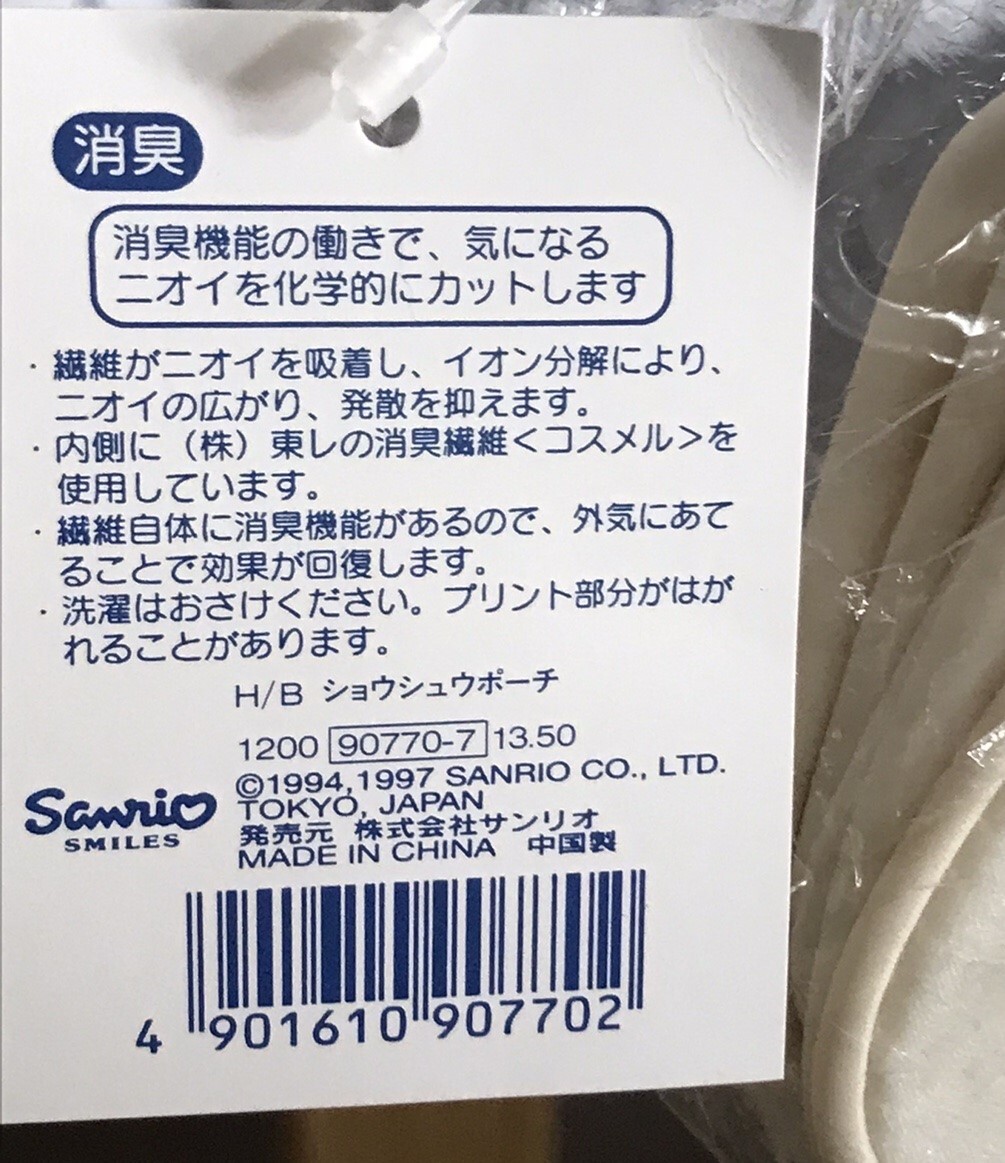 消臭
消臭機能の働きで、気になる
ニオイを化学的にカットします
・繊維がニオイを吸着し、イオン分解により、
ニオイの広がり、発散を抑えます。
・内側に（株）東レの消臭繊維＜コスメル＞を
使用しています。
・繊維自体に消臭機能があるので、外気にあて
ることで効果が回復します。
・洗濯はおさけください。プリント部分がはが
れることがあります。
H/B ショウシュウポーチ
1200 90770-7 13.50
©1994,1997 SANRIO CO., LTD.
TOKYO, JAPAN
発売元 株式会社サンリオ
MADE IN CHINA 中国製
Sanrio
SMILES
4 901610 907702